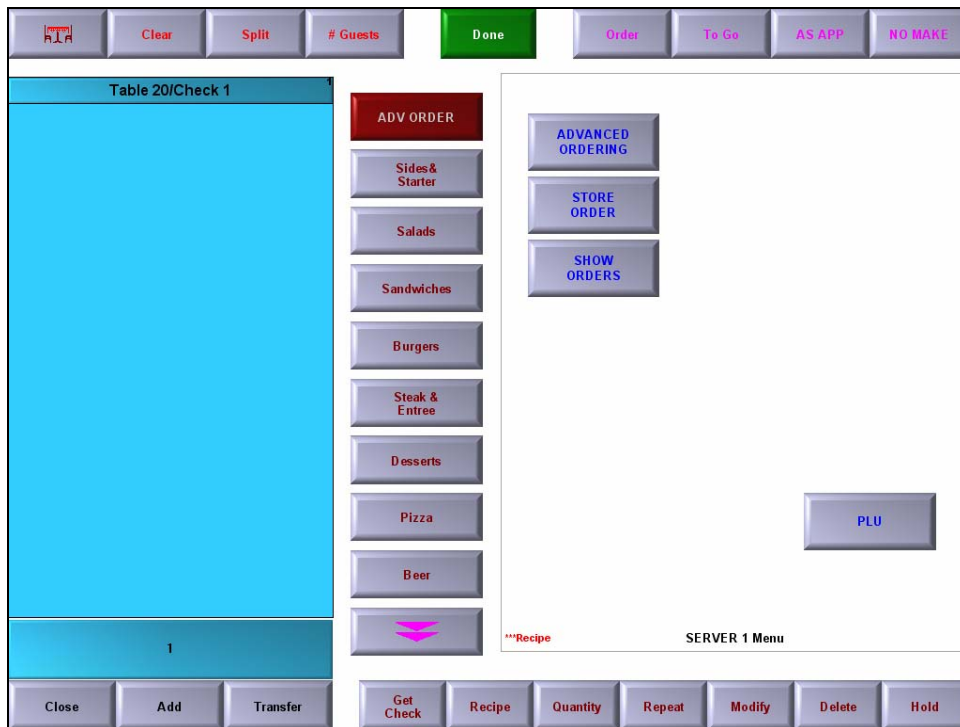 Clear
Split
# Guests
Done
Order
To Go
AS APP
NO MAKE
Table 20/Check 1
1
ADV ORDER
Sides&
Starter
Salads
Sandwiches
Burgers
Steak &
Entree
Desserts
Pizza
Beer
ADVANCED
ORDERING
STORE
ORDER
SHOW
ORDERS
PLU
***Recipe
SERVER 1 Menu
1
Close
Add
Transfer
Get
Check
Recipe
Quantity
Repeat
Modify
Delete
Hold